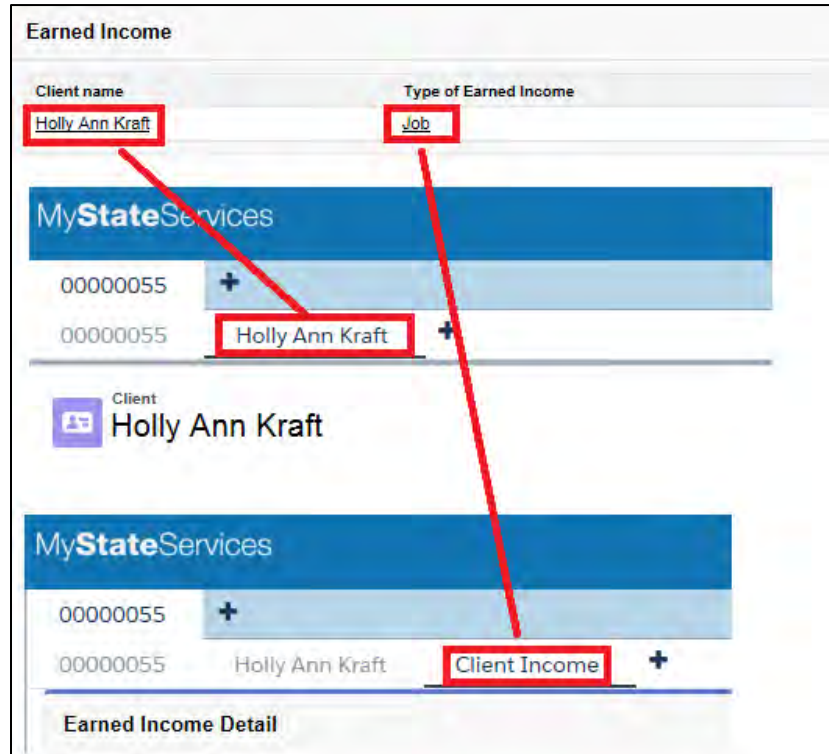 Earned Income
Client name Type of Earned Income
Holly Ann Kraft Job
MyStateServices
00000055 +
00000055 Holly Ann Kraft +
Client
Holly Ann Kraft
MyStateServices
00000055 +
00000055 Holly Ann Kraft Client Income +
Earned Income Detail